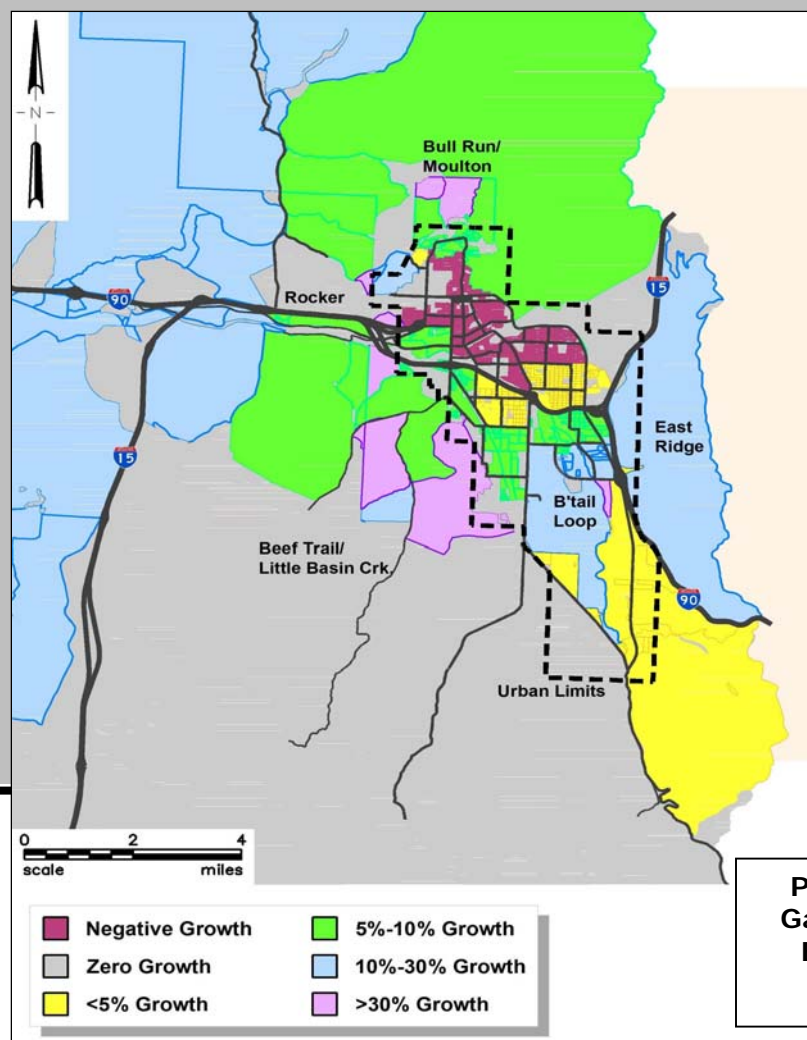 N
Bull Run/
Moulton
15
90
Rocker
East
Ridge
15
B'tail
Loop
Beef Trail/
Little Basin Crk.
90
Urban Limits
0 2 4
scale miles
Negative Growth
Zero Growth
<5% Growth
5%-10% Growth
10%-30% Growth
>30% Growth
P
Ga